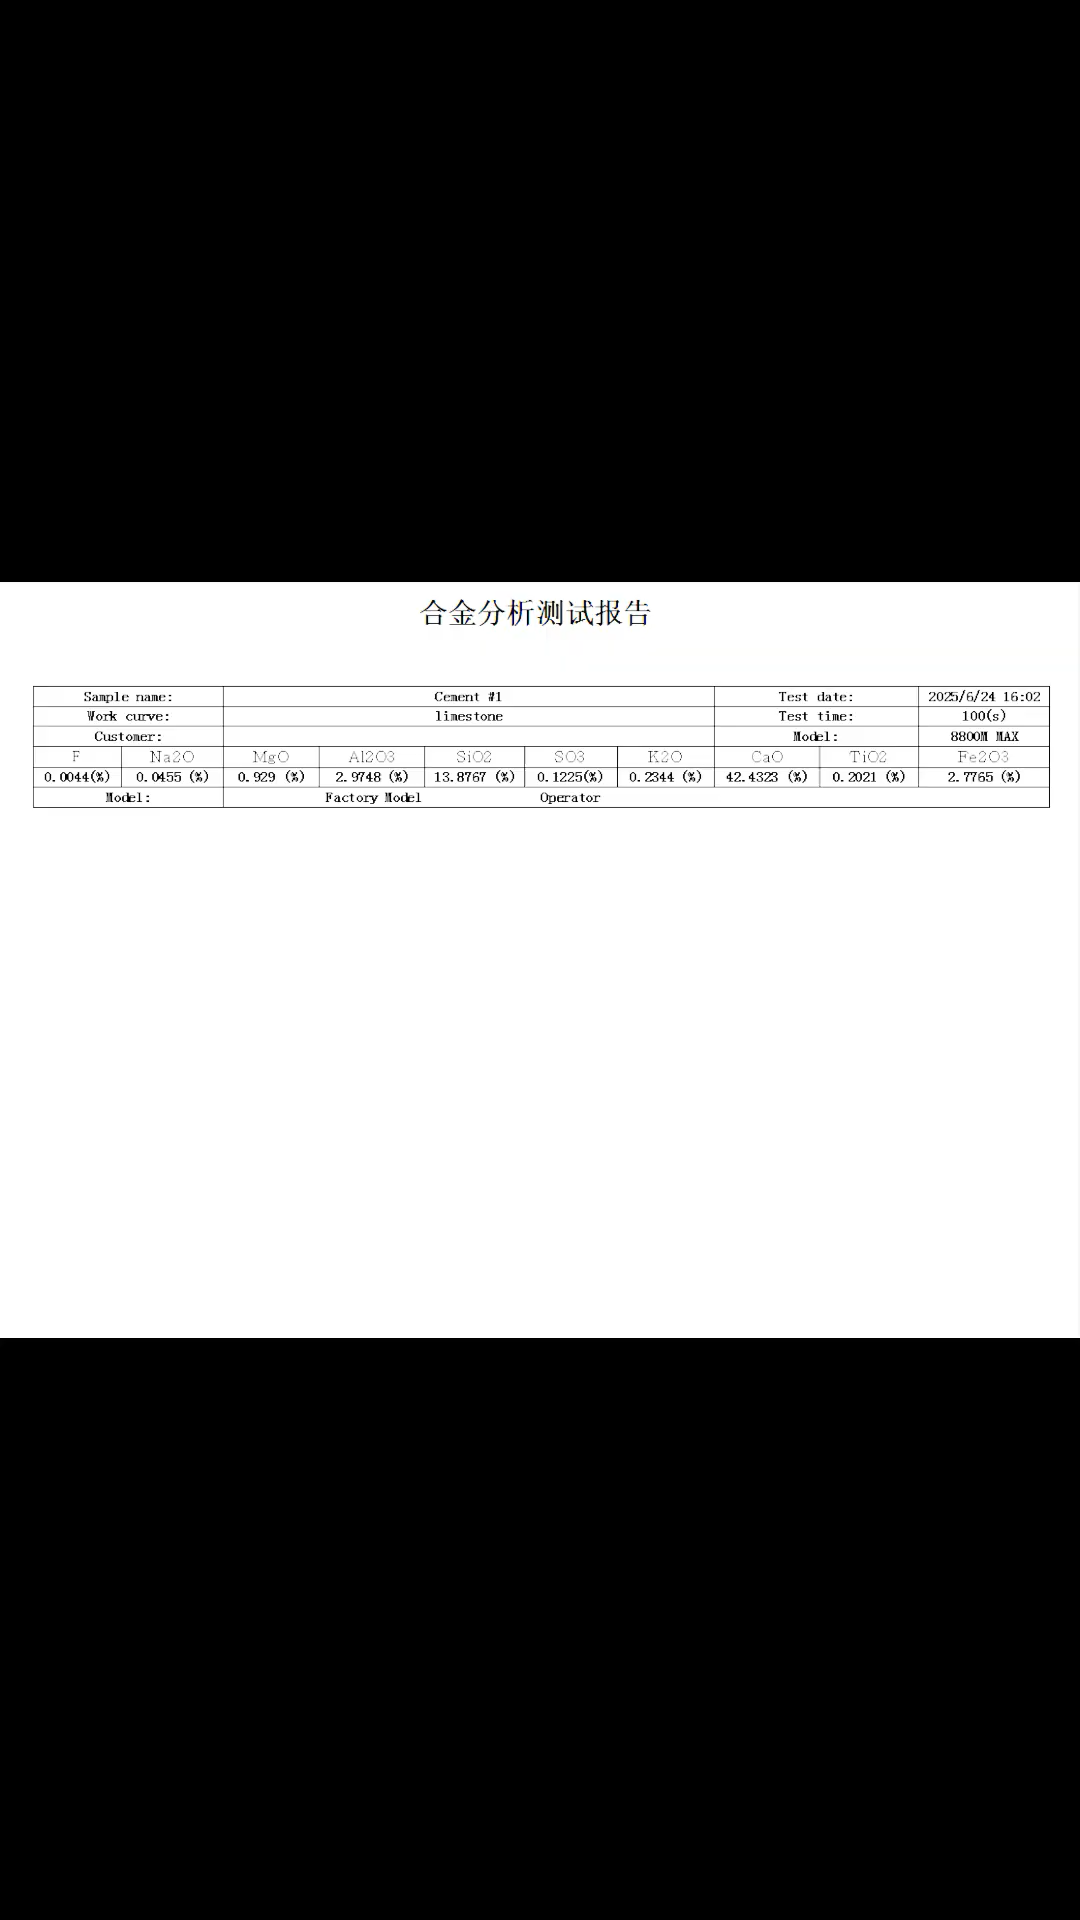 合金分析测试报告
Sample name: Cement #1 Test date: 2025/6/24 16:02
Work curve: limestone Test time: 100(s)
Customer: Model: 8800M MAX
F Na2O MgO Al2O3 SiO2 SO3 K2O CaO TiO2 Fe2O3
0.0044(%) 0.0455 (%) 0.929 (%) 2.9748 (%) 13.8767 (%) 0.1225(%) 0.2344 (%) 42.4323 (%) 0.2021 (%) 2.7765 (%)
Model: Factory Model Operator